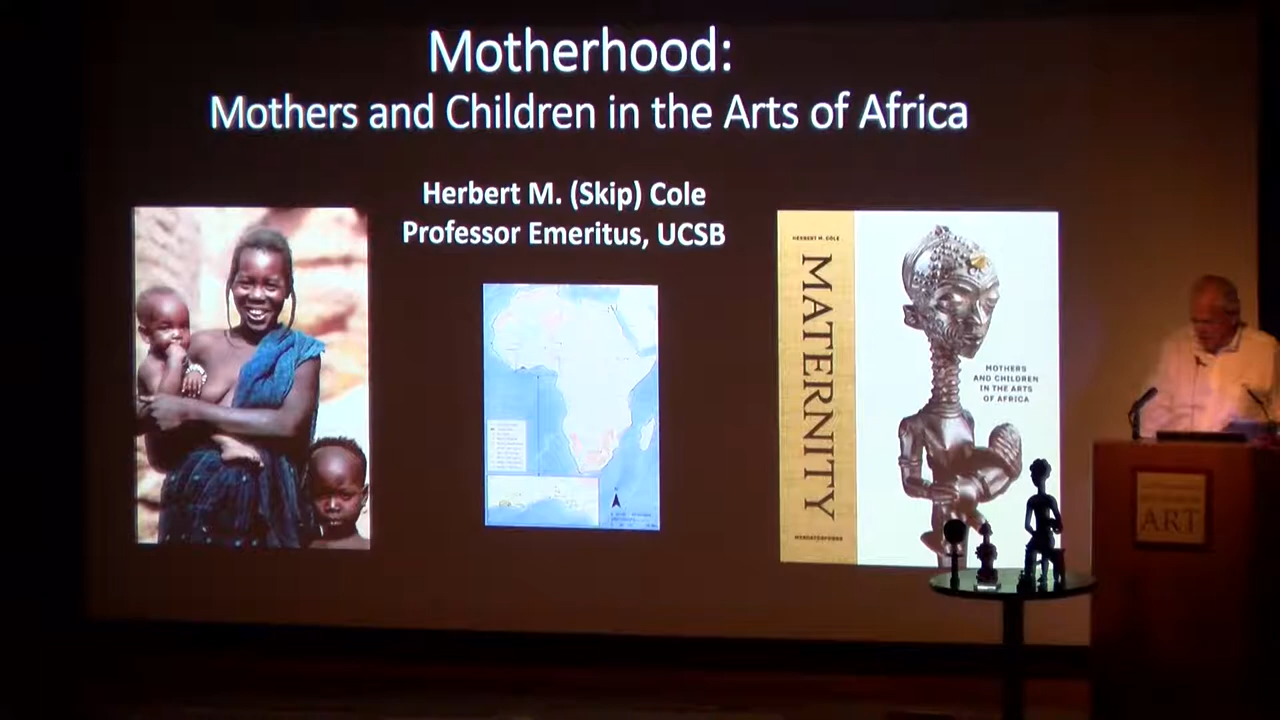 Motherhood:
Mothers and Children in the Arts of Africa
Herbert M. (Skip) Cole
Professor Emeritus, UCSB
HERBERT M. COLE
MATERNITY
MOTHERS
AND CHILDREN
IN THE ARTS
OF AFRICA
ART